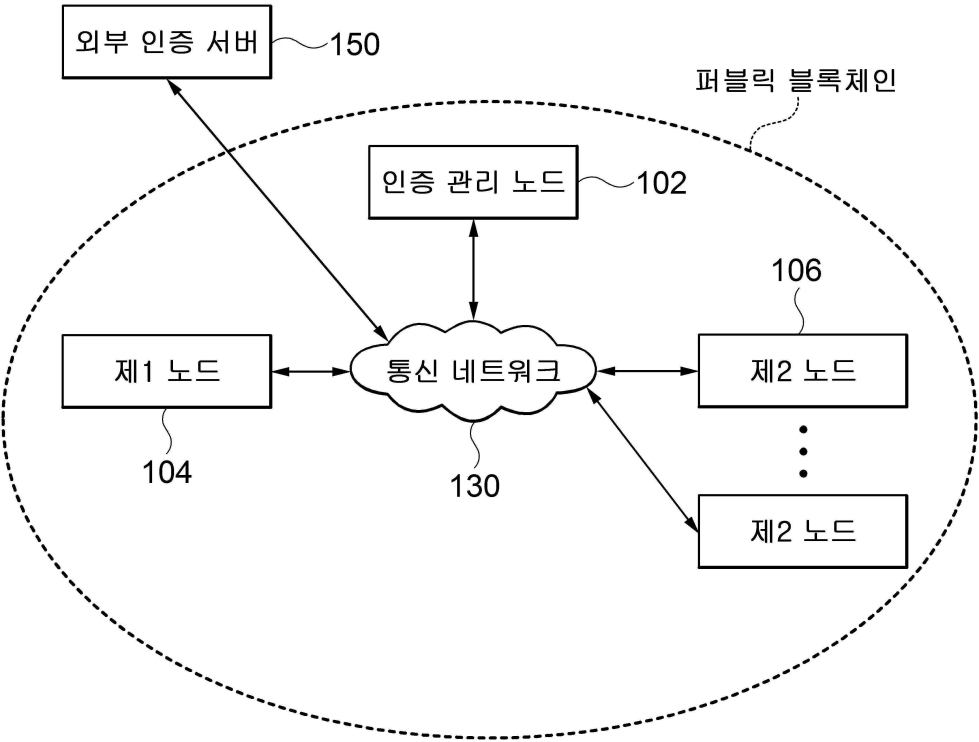 외부 인증 서버
150
퍼블릭 블록체인
인증 관리 노드
102
106
제1 노드
통신 네트워크
제2 노드
104
130
제2 노드